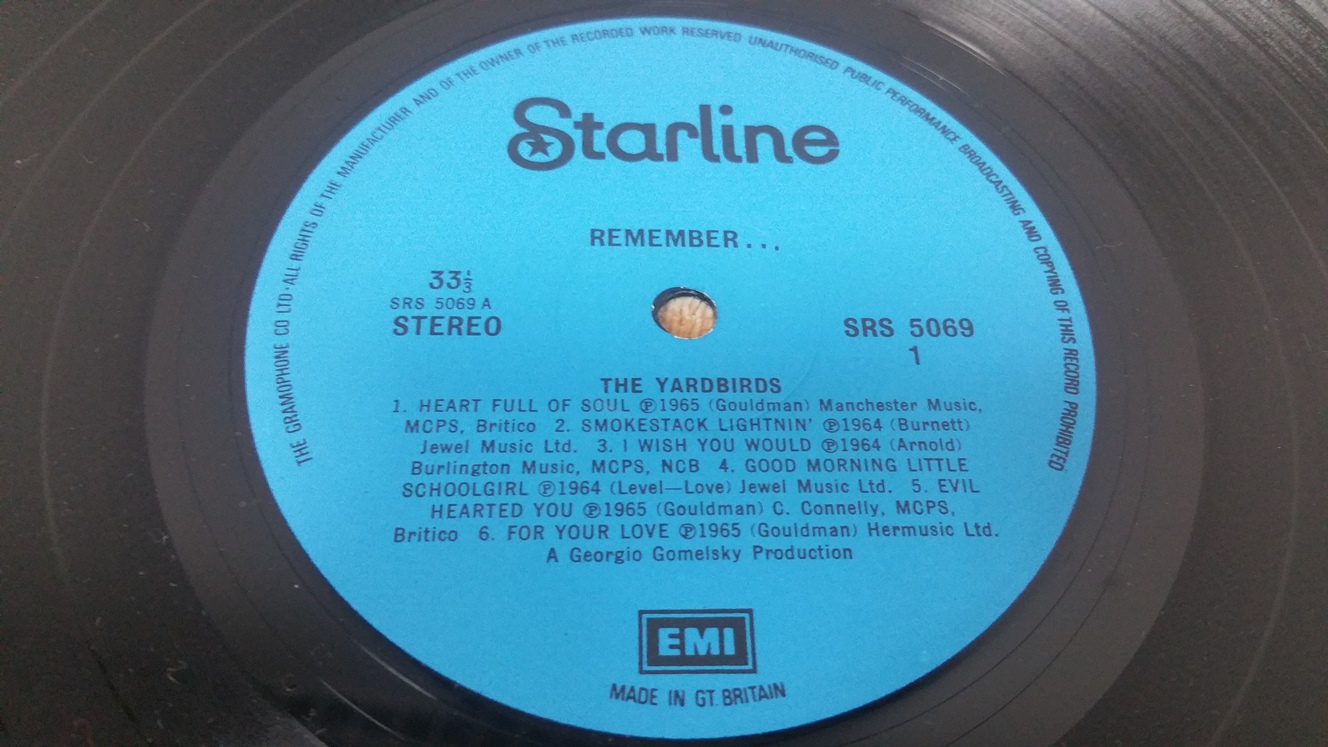 THE GRAMOPHONE CO LTD · ALL RIGHTS OF THE MANUFACTURER AND OF THE OWNER OF THE RECORDED WORK RESERVED UNAUTHORISED PUBLIC PERFORMANCE BROADCASTING AND COPYING OF THIS RECORD PROHIBITED
Starline
REMEMBER...
33⅓
SRS 5069 A
STEREO
SRS 5069
1
THE YARDBIRDS
1. HEART FULL OF SOUL ℗1965 (Gouldman) Manchester Music,
MCPS, Britico 2. SMOKESTACK LIGHTNIN' ℗1964 (Burnett)
Jewel Music Ltd. 3. I WISH YOU WOULD ℗1964 (Arnold)
Burlington Music, MCPS, NCB 4. GOOD MORNING LITTLE
SCHOOLGIRL ℗1964 (Level—Love) Jewel Music Ltd. 5. EVIL
HEARTED YOU ℗1965 (Gouldman) C. Connelly, MCPS,
Britico 6. FOR YOUR LOVE ℗1965 (Gouldman) Hermusic Ltd.
A Georgio Gomelsky Production
EMI
MADE IN GT. BRITAIN